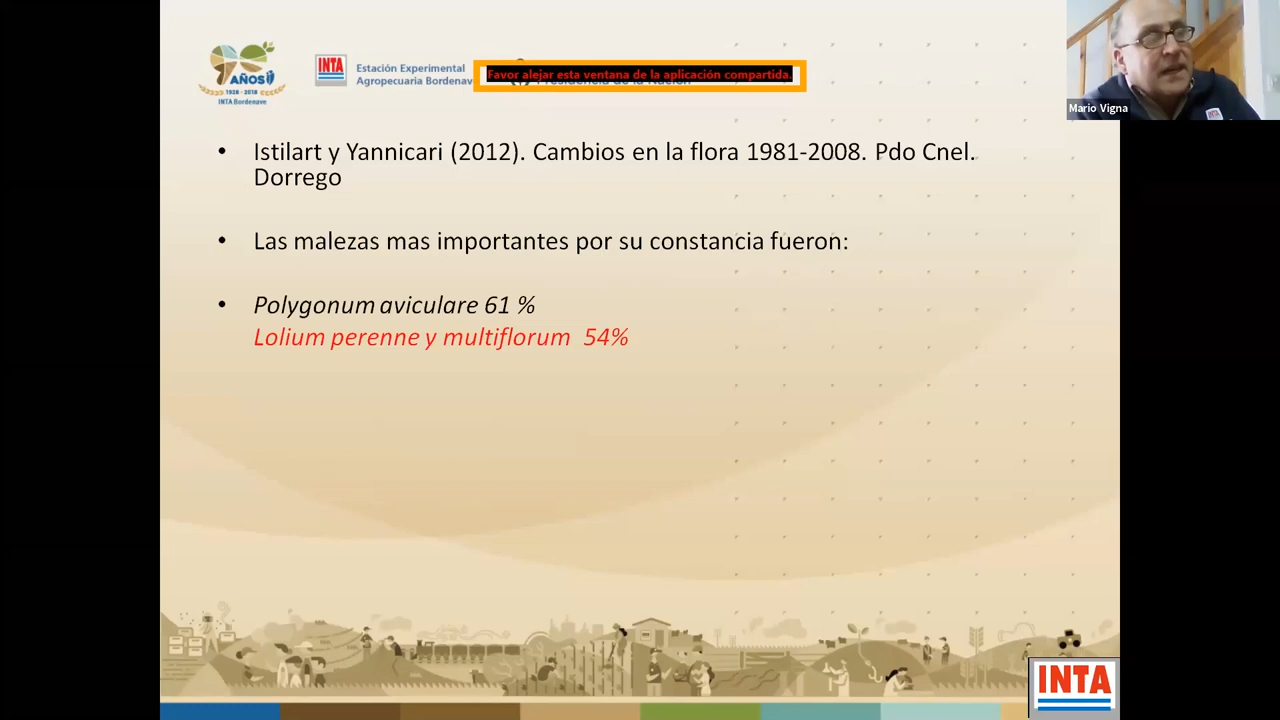 AÑOS
1928 - 2018
INTA Bordenave
INTA
Estación Experimental
Agropecuaria Bordenave
Favor alejar esta ventana de la aplicación compartida.
Mario Vigna
• Istilart y Yannicari (2012). Cambios en la flora 1981-2008. Pdo Cnel.
Dorrego
• Las malezas mas importantes por su constancia fueron:
• Polygonum aviculare 61 %
Lolium perenne y multiflorum 54%
INTA